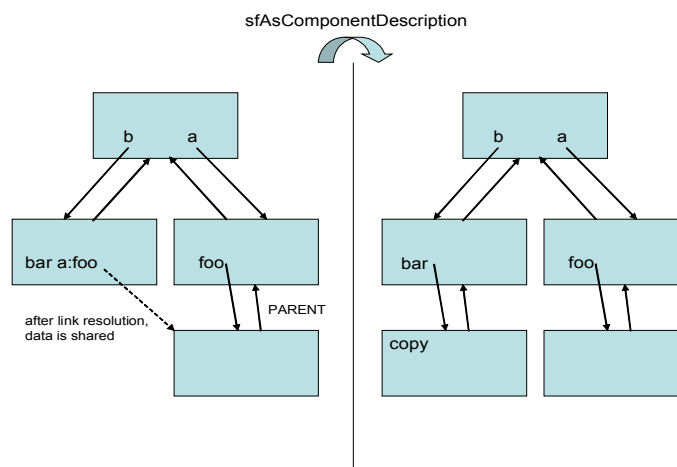 sfAsComponentDescription
b a
bar a:foo
foo
PARENT
after link resolution,
data is shared
b a
bar
foo
copy